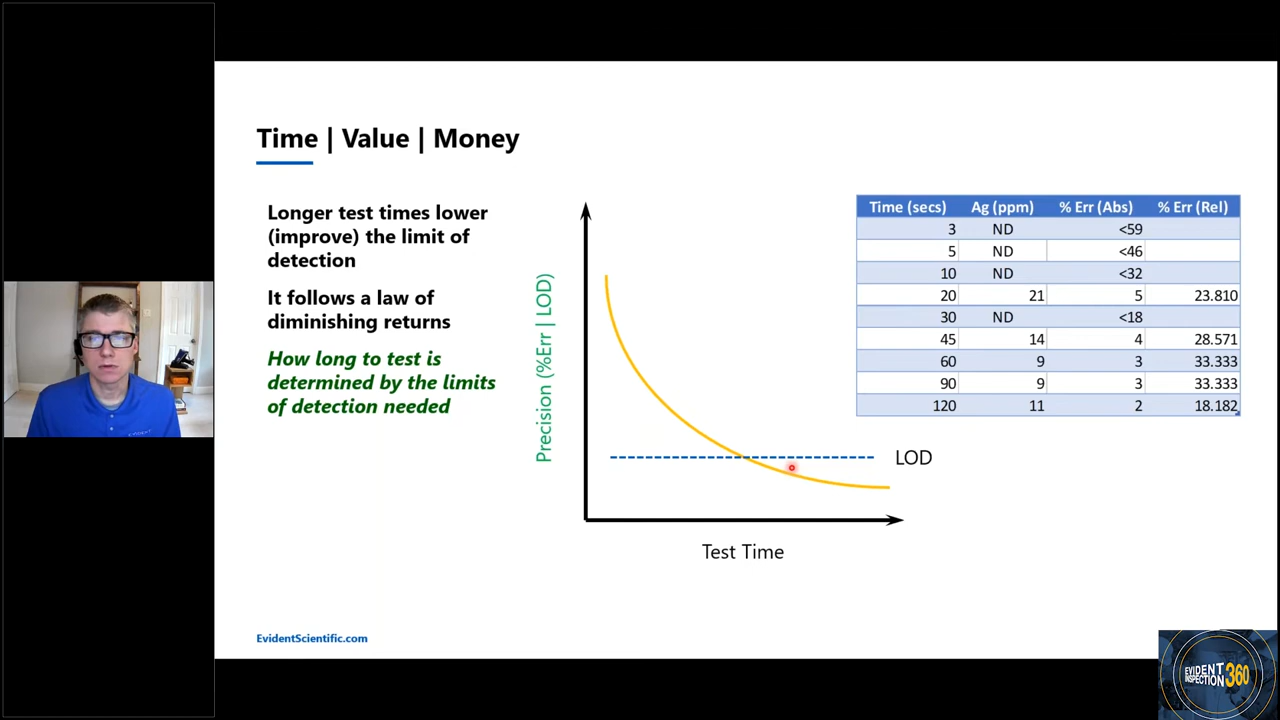 Time | Value | Money
Longer test times lower
(improve) the limit of
detection
It follows a law of
diminishing returns
How long to test is
determined by the limits
of detection needed
Precision (%Err | LOD)
LOD
Test Time
Time (secs) Ag (ppm) % Err (Abs) % Err (Rel)
3 ND <59
5 ND <46
10 ND <32
20 21 5 23.810
30 ND <18
45 14 4 28.571
60 9 3 33.333
90 9 3 33.333
120 11 2 18.182
EvidentScientific.com
EVIDENT
INSPECTION 360